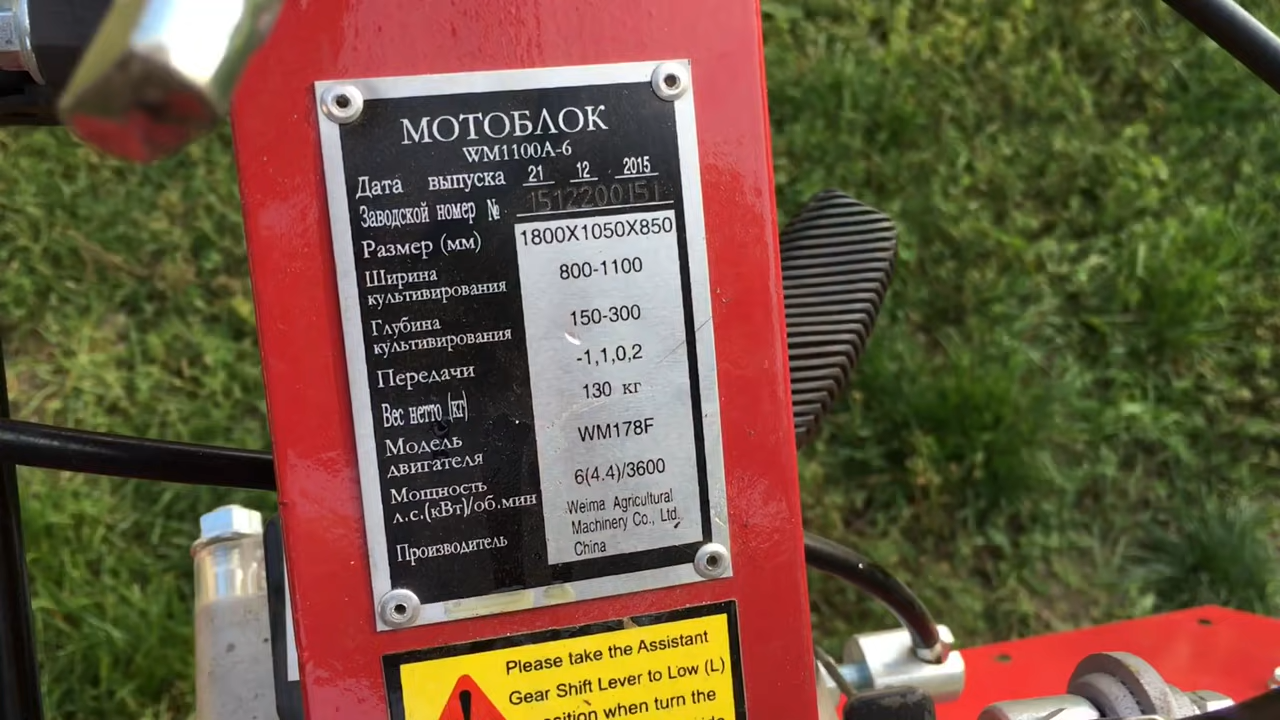 МОТОБЛОК
WM1100A-6
Дата выпуска 21 12 2015
Заводской номер № 1512200151
Размер (мм) 1800X1050X850
Ширина
культивирования 800-1100
Глубина
культивирования 150-300
Передачи -1,1,0,2
Вес нетто (кг) 130 кг
Модель
двигателя WM178F
Мощность
л.с.(кВт)/об.мин 6(4.4)/3600
Производитель Weima Agricultural
Machinery Co., Ltd.
China
Please take the Assistant
Gear Shift Lever to Low (L)
position when turn the